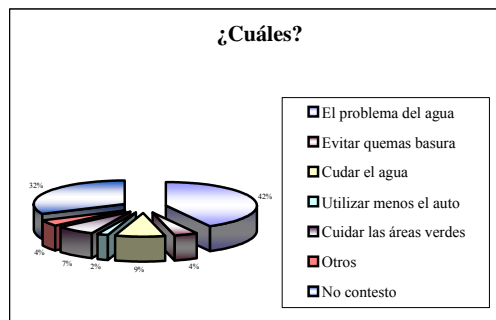 ¿Cuáles?
El problema del agua
Evitar quemas basura
Cudar el agua
Utilizar menos el auto
Cuidar las áreas verdes
Otros
No contesto
32%
42%
4%
7%
2%
9%
4%